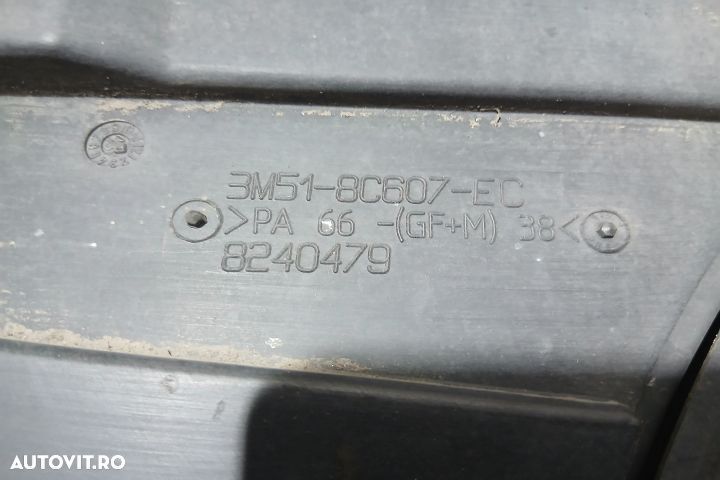 3M51-8C607-EC
>PA 66 -(GF+M) 38<
8240479
AUTOVIT.RO